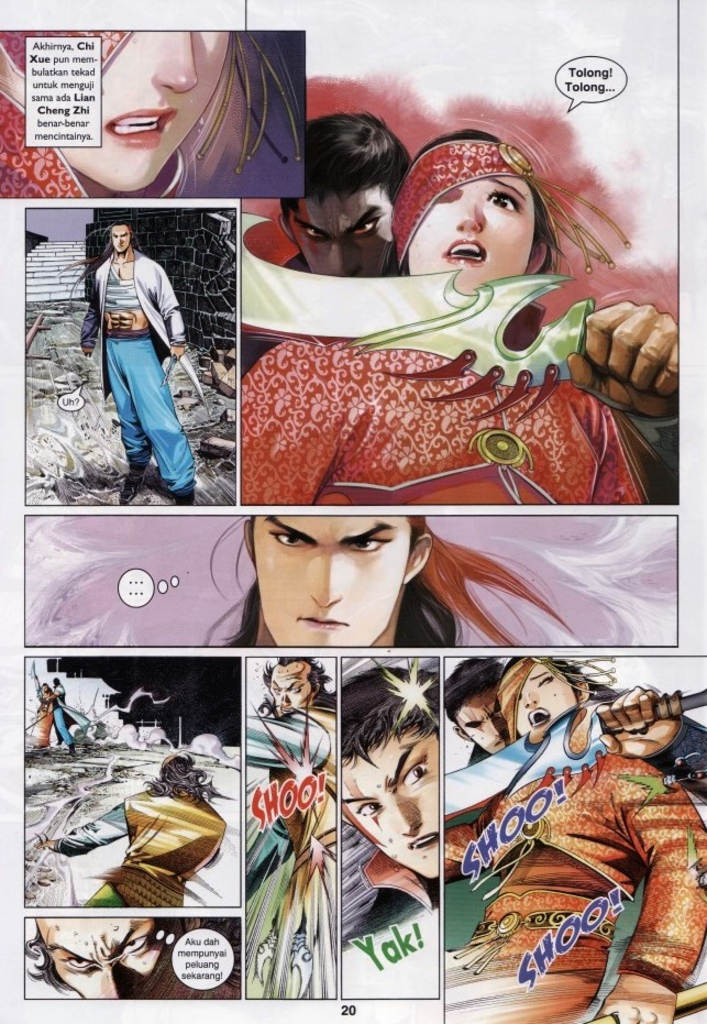 Akhirnya, Chi
Xue pun mem-
bulatkan tekad
untuk menguji
sama ada Lian
Cheng Zhi
benar-benar
mencintainya.
Tolong!
Tolong...
Uh?
... ...
SHOO!
Yak!
SHOO!
SHOO!
Aku dah
mempunyai
peluang
sekarang!
20